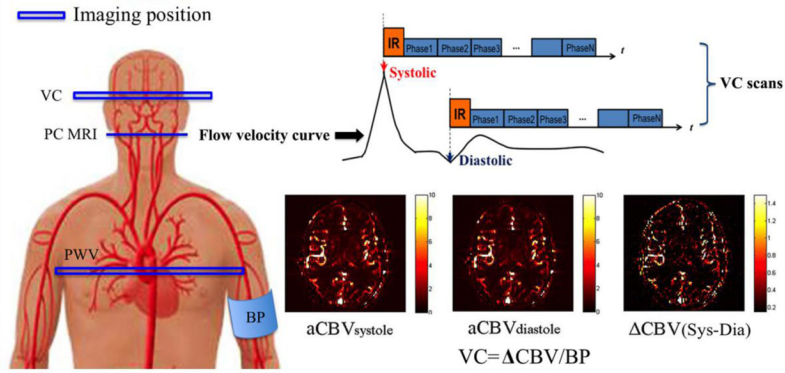 Imaging position
VC
PC MRI
PWV
BP
IR
Phase1 Phase2 Phase3 ... PhaseN t
Systolic
IR
Phase1 Phase2 Phase3 ... PhaseN t
VC scans
Flow velocity curve
Diastolic
10
8
6
4
2
0
10
8
6
4
2
0
1.4
1.2
1
0.8
0.6
0.4
0.2
aCBVsystole
aCBVdiastole
ΔCBV(Sys-Dia)
VC=ΔCBV/BP